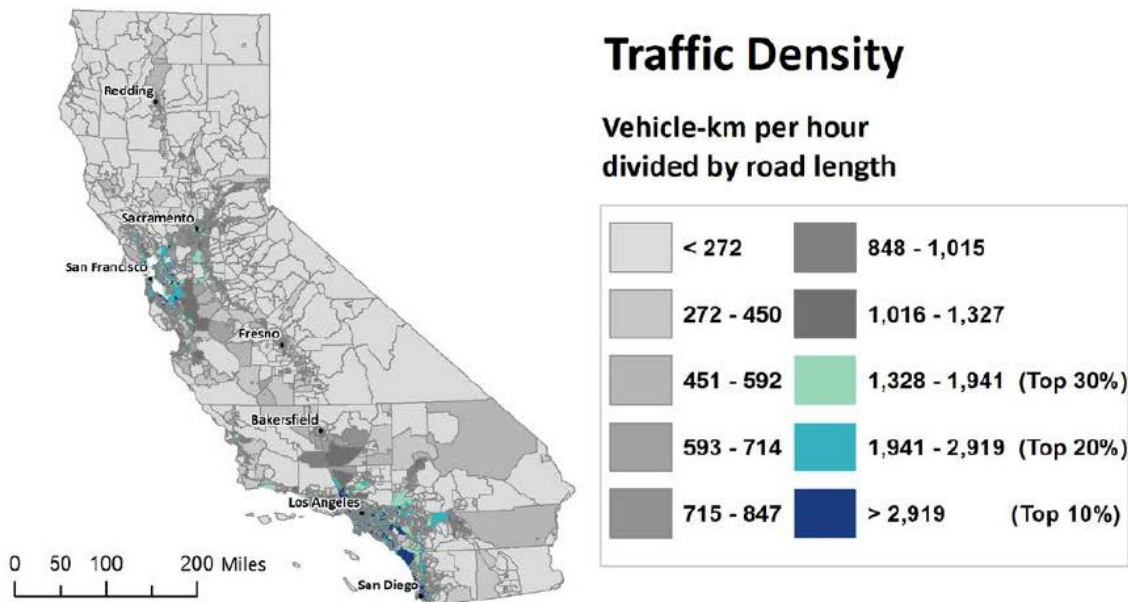 Traffic Density
Vehicle-km per hour
divided by road length
< 272
272 - 450
451 - 592
593 - 714
715 - 847
848 - 1,015
1,016 - 1,327
1,328 - 1,941 (Top 30%)
1,941 - 2,919 (Top 20%)
> 2,919 (Top 10%)
Redding
Sacramento
San Francisco
Fresno
Bakersfield
Los Angeles
San Diego
0 50 100 200 Miles